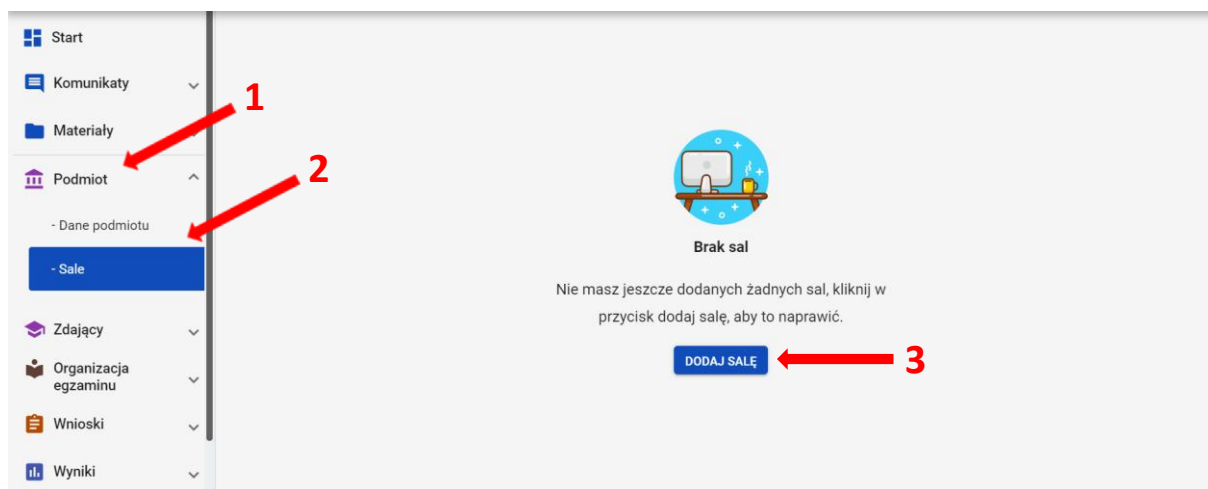 Start
Komunikaty
1
Materiały
2
Podmiot
- Dane podmiotu
- Sale
Brak sal
Nie masz jeszcze dodanych żadnych sal, kliknij w
przycisk dodaj salę, aby to naprawić.
DODAJ SALĘ
3
Zdający
Organizacja
egzaminu
Wnioski
Wyniki